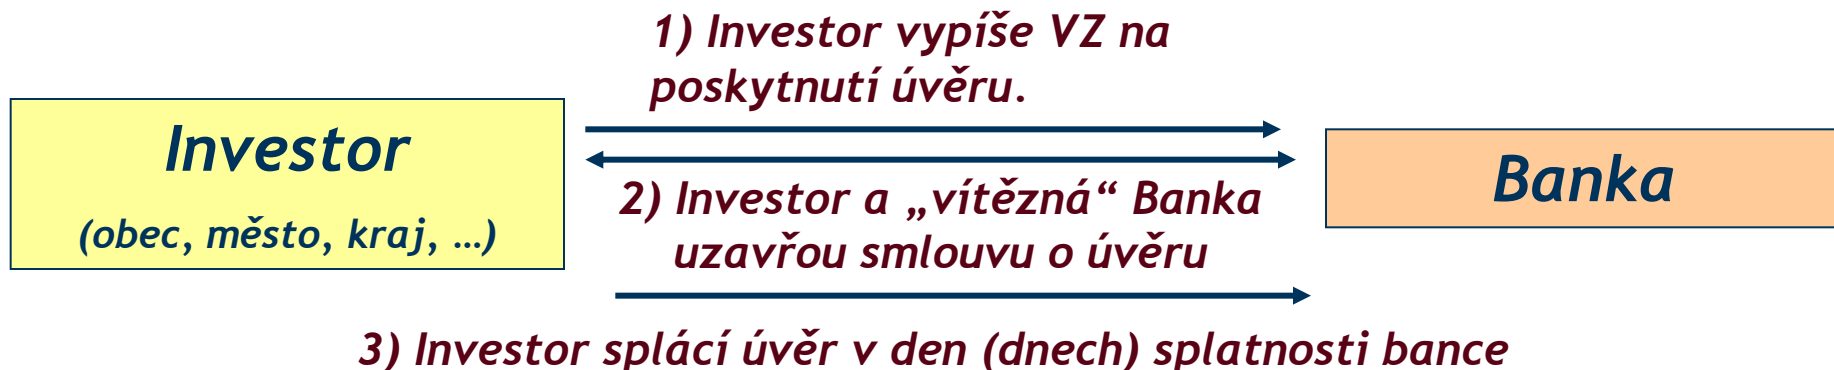 1) Investor vypíše VZ na
poskytnutí úvěru.
Investor
(obec, město, kraj, …)
Banka
2) Investor a „vítězná“ Banka
uzavřou smlouvu o úvěru
3) Investor splácí úvěr v den (dnech) splatnosti bance